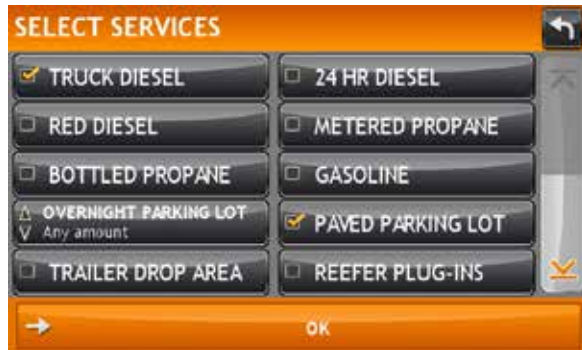 SELECT SERVICES
TRUCK DIESEL
24 HR DIESEL
RED DIESEL
METERED PROPANE
BOTTLED PROPANE
GASOLINE
OVERNIGHT PARKING LOT
Any amount
PAVED PARKING LOT
TRAILER DROP AREA
REEFER PLUG-INS
OK